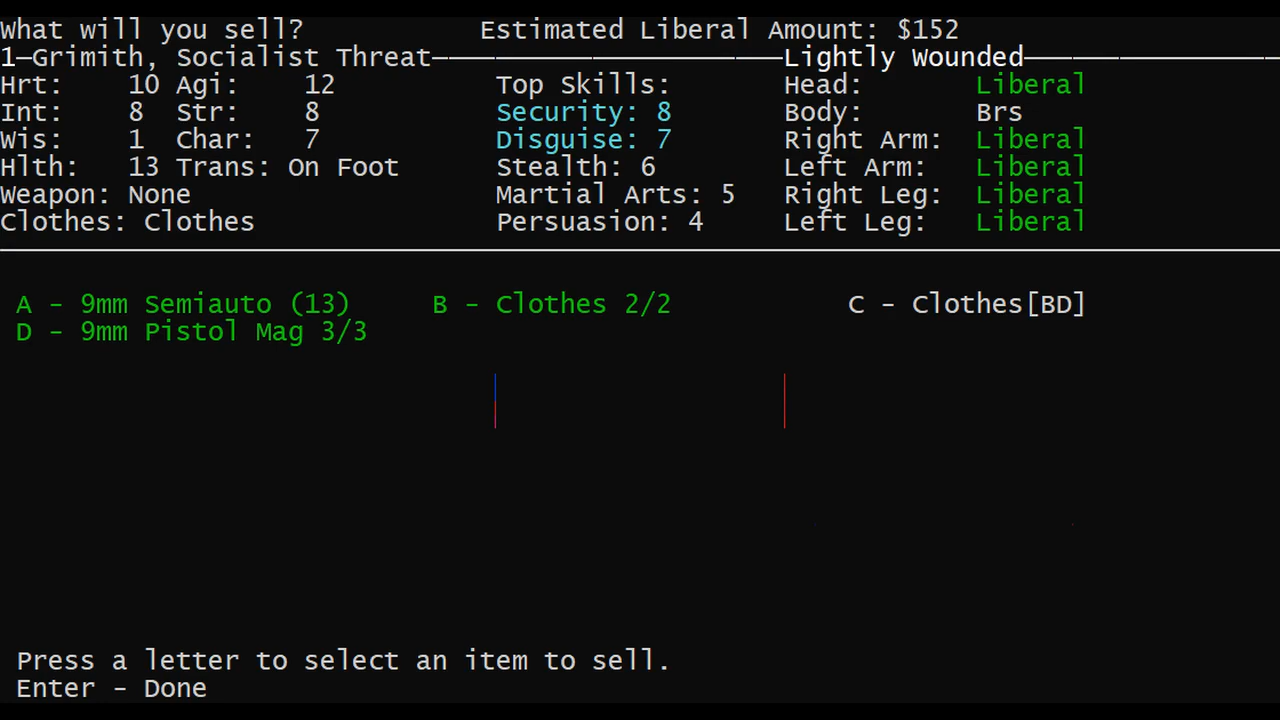 What will you sell? Estimated Liberal Amount: $152
1—Grimith, Socialist Threat Lightly Wounded
Hrt: 10 Agi: 12 Top Skills: Head: Liberal
Int: 8 Str: 8 Security: 8 Body: Brs
Wis: 1 Char: 7 Disguise: 7 Right Arm: Liberal
Hlth: 13 Trans: On Foot Stealth: 6 Left Arm: Liberal
Weapon: None Martial Arts: 5 Right Leg: Liberal
Clothes: Clothes Persuasion: 4 Left Leg: Liberal
A - 9mm Semiauto (13) B - Clothes 2/2 C - Clothes[BD]
D - 9mm Pistol Mag 3/3
Press a letter to select an item to sell.
Enter - Done